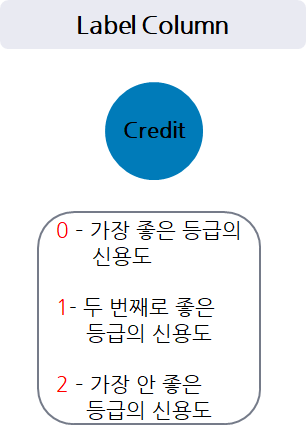 Label Column
Credit
0 - 가장 좋은 등급의
신용도
1- 두 번째로 좋은
등급의 신용도
2 - 가장 안 좋은
등급의 신용도